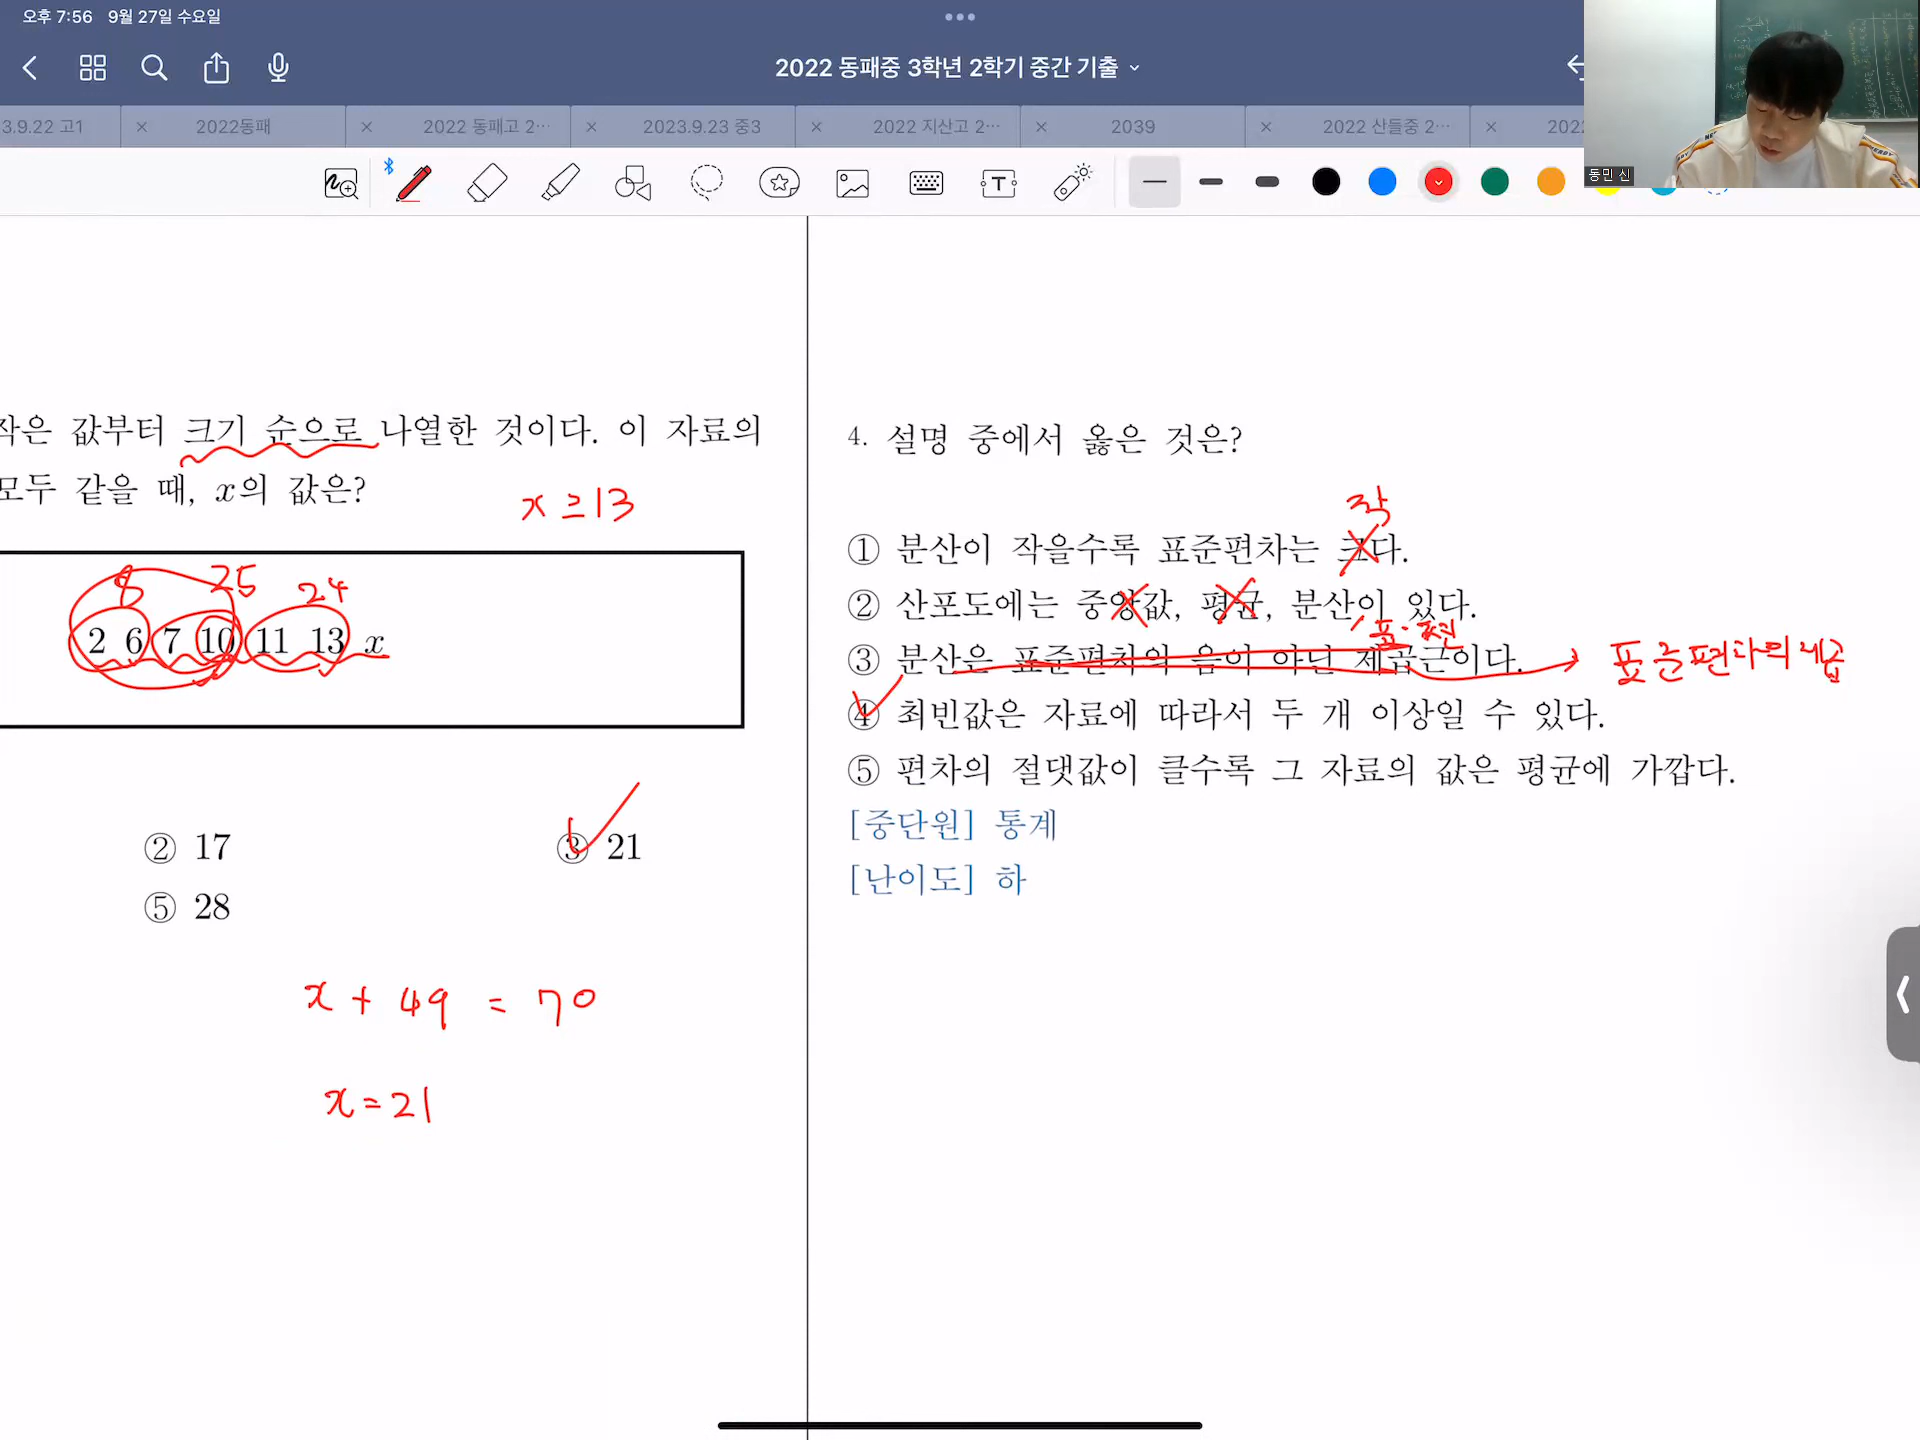 오후 7:56 9월 27일 수요일
2022 동패중 3학년 2학기 중간 기출
3.9.22 고1
2022동패
2022 동패고 2…
2023.9.23 중3
2022 지산고 2…
2039
2022 산들중 2…
202
동민 신
작은 값부터 크기 순으로 나열한 것이다. 이 자료의
모두 같을 때, x의 값은?
x ≥ 13
8 25 24
2 6 7 10 11 13 x
② 17
③ 21
⑤ 28
x + 49 = 70
x = 21
4. 설명 중에서 옳은 것은?
작
① 분산이 작을수록 표준편차는 크다.
② 산포도에는 중앙값, 평균, 분산이 있다.
표.편
③ 분산은 표준편차의 음이 아닌 제곱근이다.
표준편차의 제곱
④ 최빈값은 자료에 따라서 두 개 이상일 수 있다.
⑤ 편차의 절댓값이 클수록 그 자료의 값은 평균에 가깝다.
[중단원] 통계
[난이도] 하